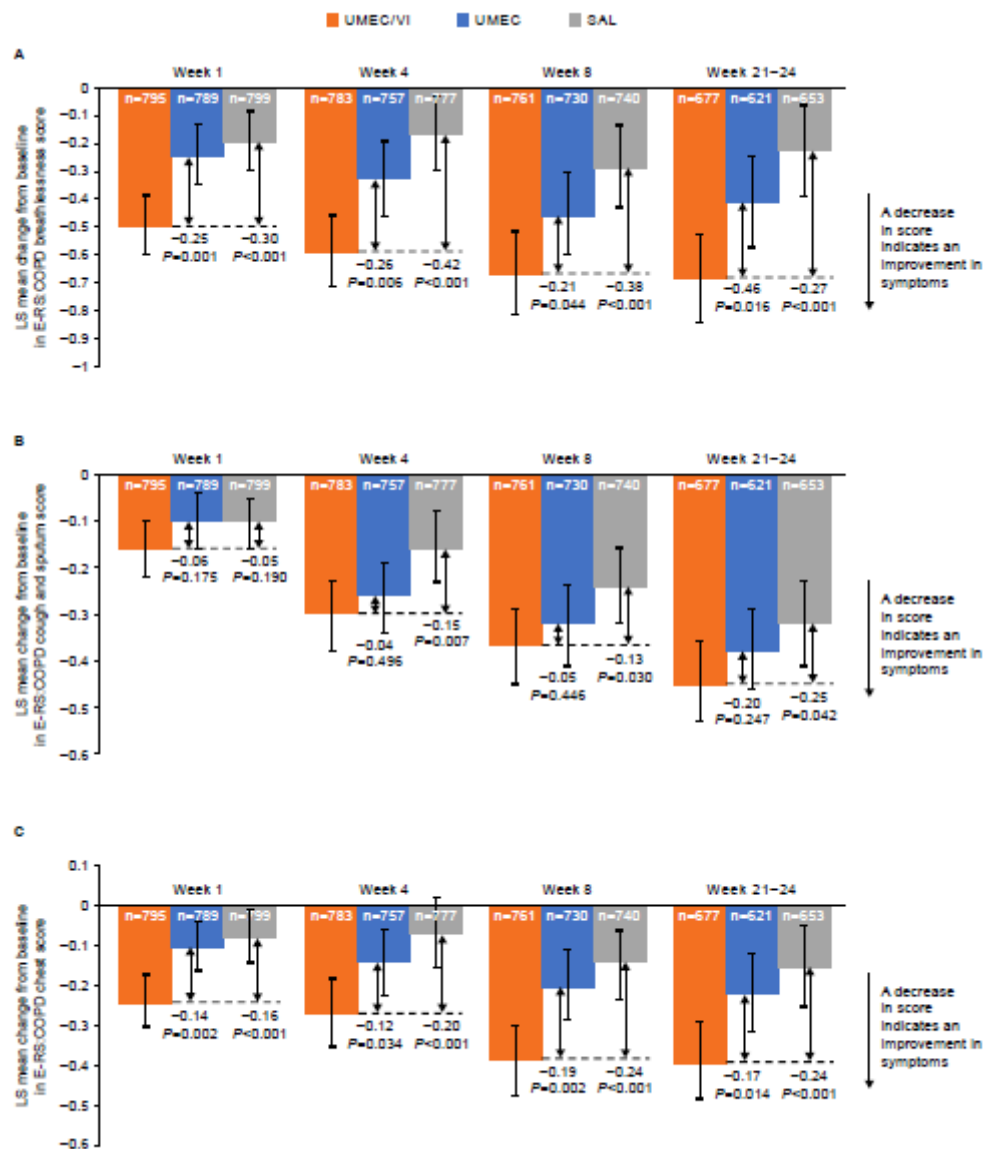 UMEC/VI UMEC SAL
A
Week 1 Week 4 Week 8 Week 21–24
0
−0.1
−0.2
−0.3
−0.4
−0.5
−0.6
−0.7
−0.8
−0.9
−1
LS mean change from baseline
in E-RS:COPD breathlessness score
n=795 n=789 n=799 n=783 n=757 n=777 n=761 n=730 n=740 n=677 n=621 n=653
−0.25 −0.30 −0.26 −0.42 −0.21 −0.38 −0.46 −0.27
P=0.001 P<0.001 P=0.006 P<0.001 P=0.044 P<0.001 P=0.016 P<0.001
A decrease
in score
indicates an
improvement in
symptoms
B
Week 1 Week 4 Week 8 Week 21–24
0
−0.1
−0.2
−0.3
−0.4
−0.5
−0.6
LS mean change from baseline
in E-RS:COPD cough and sputum score
n=795 n=789 n=799 n=783 n=757 n=777 n=761 n=730 n=740 n=677 n=621 n=653
−0.06 −0.05 −0.04 −0.15 −0.05 −0.13 −0.20 −0.25
P=0.175 P=0.190 P=0.496 P=0.007 P=0.446 P=0.030 P=0.247 P=0.042
A decrease
in score
indicates an
improvement in
symptoms
C
Week 1 Week 4 Week 8 Week 21–24
0.1
0
−0.1
−0.2
−0.3
−0.4
−0.5
−0.6
LS mean change from baseline
in E-RS:COPD chest score
n=795 n=789 n=799 n=783 n=757 n=777 n=761 n=730 n=740 n=677 n=621 n=653
−0.14 −0.16 −0.12 −0.20 −0.19 −0.24 −0.17 −0.24
P=0.002 P<0.001 P=0.034 P<0.001 P=0.002 P<0.001 P=0.014 P<0.001
A decrease
in score
indicates an
improvement in
symptoms